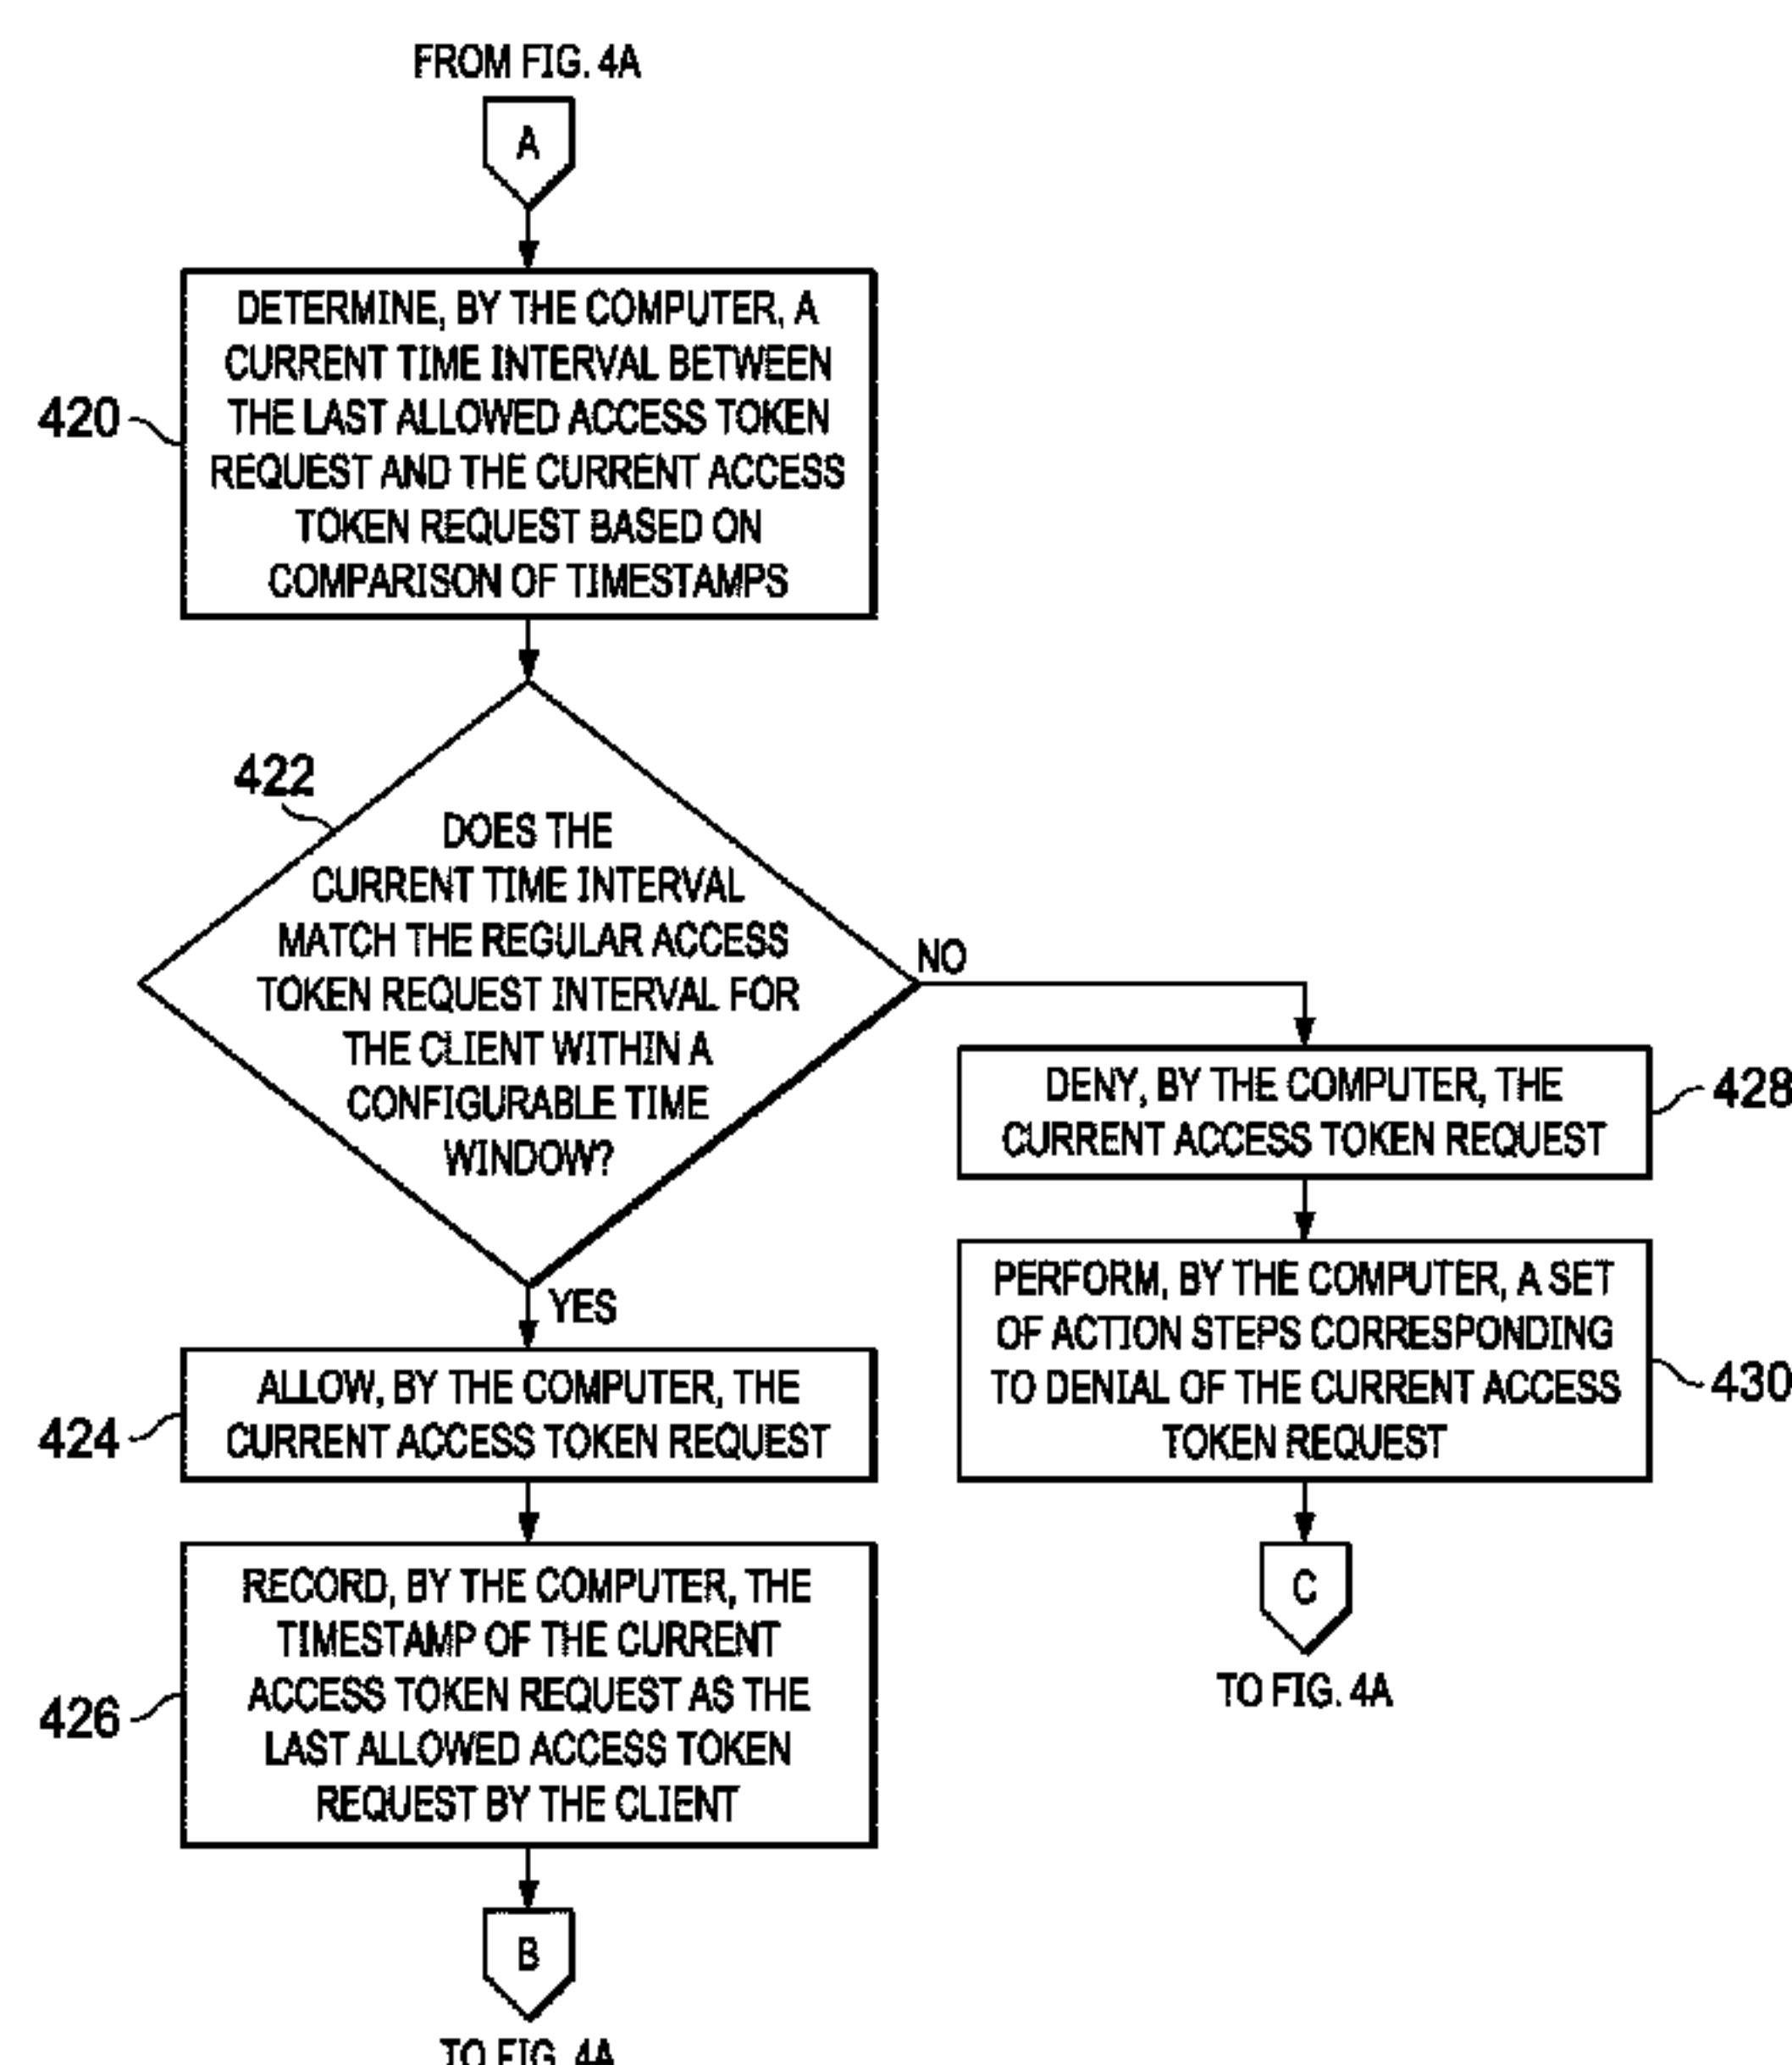 FROM FIG. 4A
A
420
DETERMINE, BY THE COMPUTER, A
CURRENT TIME INTERVAL BETWEEN
THE LAST ALLOWED ACCESS TOKEN
REQUEST AND THE CURRENT ACCESS
TOKEN REQUEST BASED ON
COMPARISON OF TIMESTAMPS
422
DOES THE
CURRENT TIME INTERVAL
MATCH THE REGULAR ACCESS
TOKEN REQUEST INTERVAL FOR
THE CLIENT WITHIN A
CONFIGURABLE TIME
WINDOW?
NO
YES
424
ALLOW, BY THE COMPUTER, THE
CURRENT ACCESS TOKEN REQUEST
426
RECORD, BY THE COMPUTER, THE
TIMESTAMP OF THE CURRENT
ACCESS TOKEN REQUEST AS THE
LAST ALLOWED ACCESS TOKEN
REQUEST BY THE CLIENT
B
TO FIG. 4A
DENY, BY THE COMPUTER, THE
CURRENT ACCESS TOKEN REQUEST
428
PERFORM, BY THE COMPUTER, A SET
OF ACTION STEPS CORRESPONDING
TO DENIAL OF THE CURRENT ACCESS
TOKEN REQUEST
430
C
TO FIG. 4A